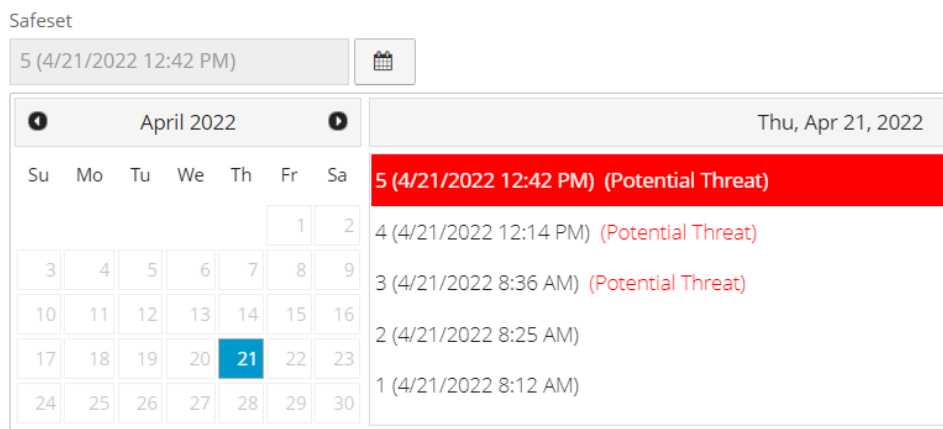 Safeset
5 (4/21/2022 12:42 PM)
April 2022
Su Mo Tu We Th Fr Sa
1 2
3 4 5 6 7 8 9
10 11 12 13 14 15 16
17 18 19 20 21 22 23
24 25 26 27 28 29 30
Thu, Apr 21, 2022
5 (4/21/2022 12:42 PM) (Potential Threat)
4 (4/21/2022 12:14 PM) (Potential Threat)
3 (4/21/2022 8:36 AM) (Potential Threat)
2 (4/21/2022 8:25 AM)
1 (4/21/2022 8:12 AM)